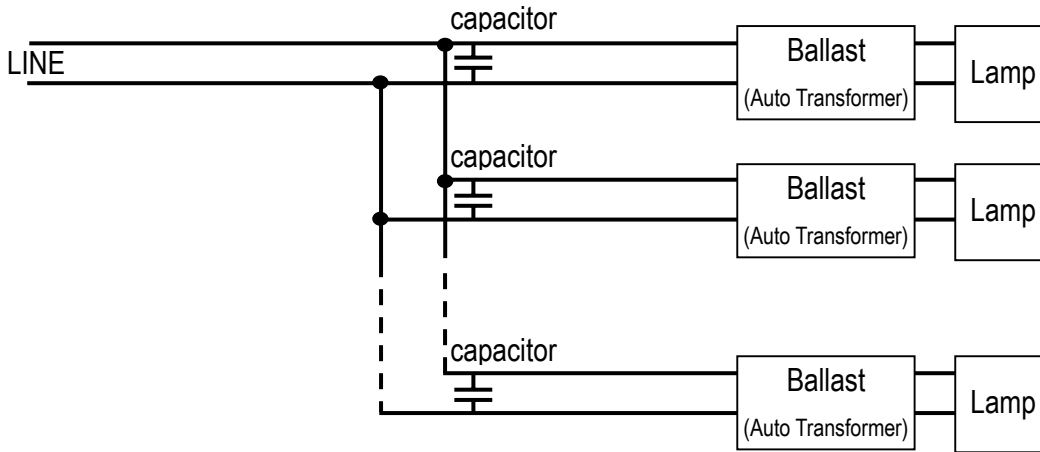 capacitor
LINE
Ballast
(Auto Transformer)
Lamp
capacitor
Ballast
(Auto Transformer)
Lamp
capacitor
Ballast
(Auto Transformer)
Lamp